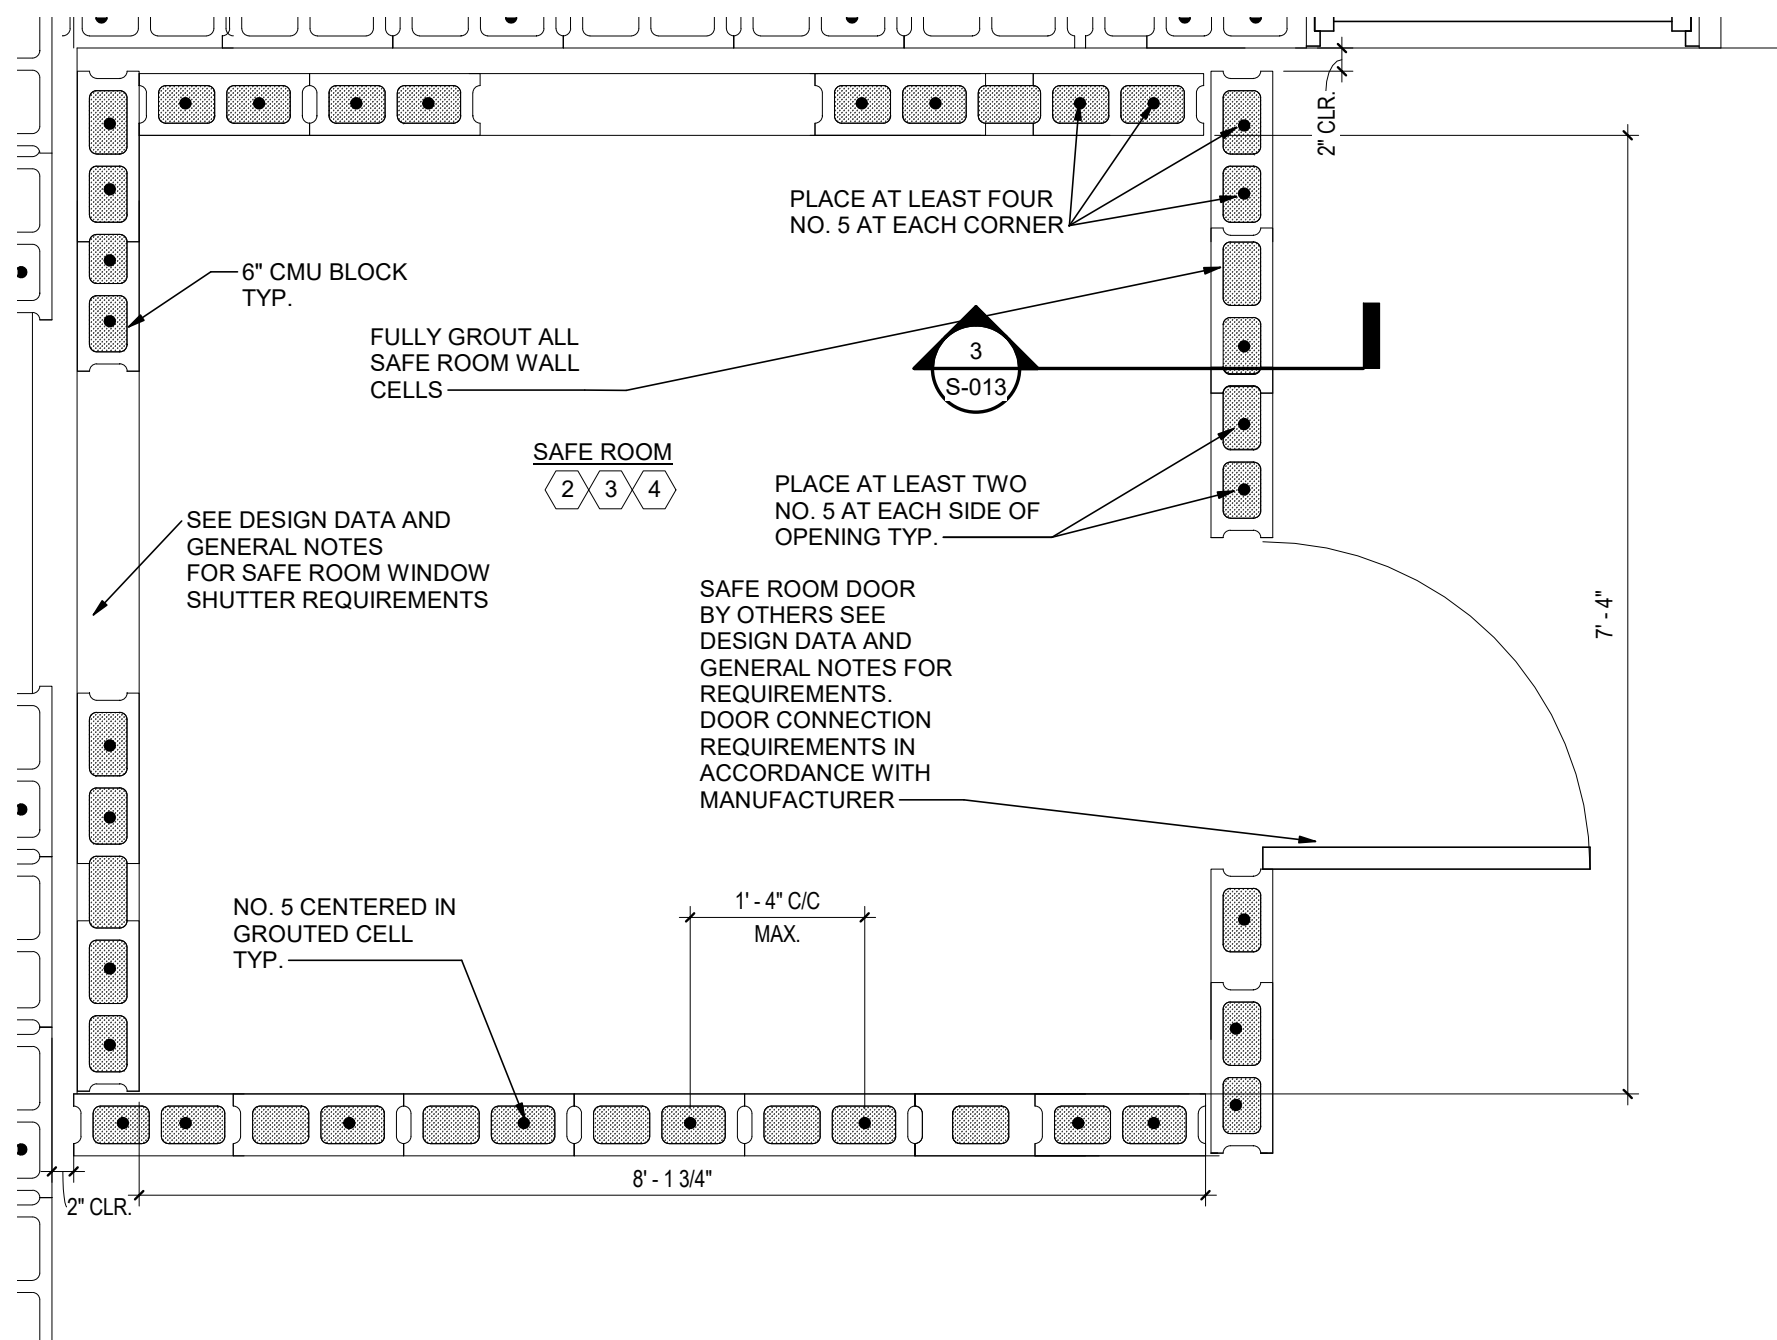 2" CLR.
PLACE AT LEAST FOUR
NO. 5 AT EACH CORNER
6" CMU BLOCK
TYP.
FULLY GROUT ALL
SAFE ROOM WALL
CELLS
3
S-013
SAFE ROOM
2 3 4
PLACE AT LEAST TWO
NO. 5 AT EACH SIDE OF
OPENING TYP.
SEE DESIGN DATA AND
GENERAL NOTES
FOR SAFE ROOM WINDOW
SHUTTER REQUIREMENTS
SAFE ROOM DOOR
BY OTHERS SEE
DESIGN DATA AND
GENERAL NOTES FOR
REQUIREMENTS.
DOOR CONNECTION
REQUIREMENTS IN
ACCORDANCE WITH
MANUFACTURER
7' - 4"
NO. 5 CENTERED IN
GROUTED CELL
TYP.
1' - 4" C/C
MAX.
8' - 1 3/4"
2" CLR.